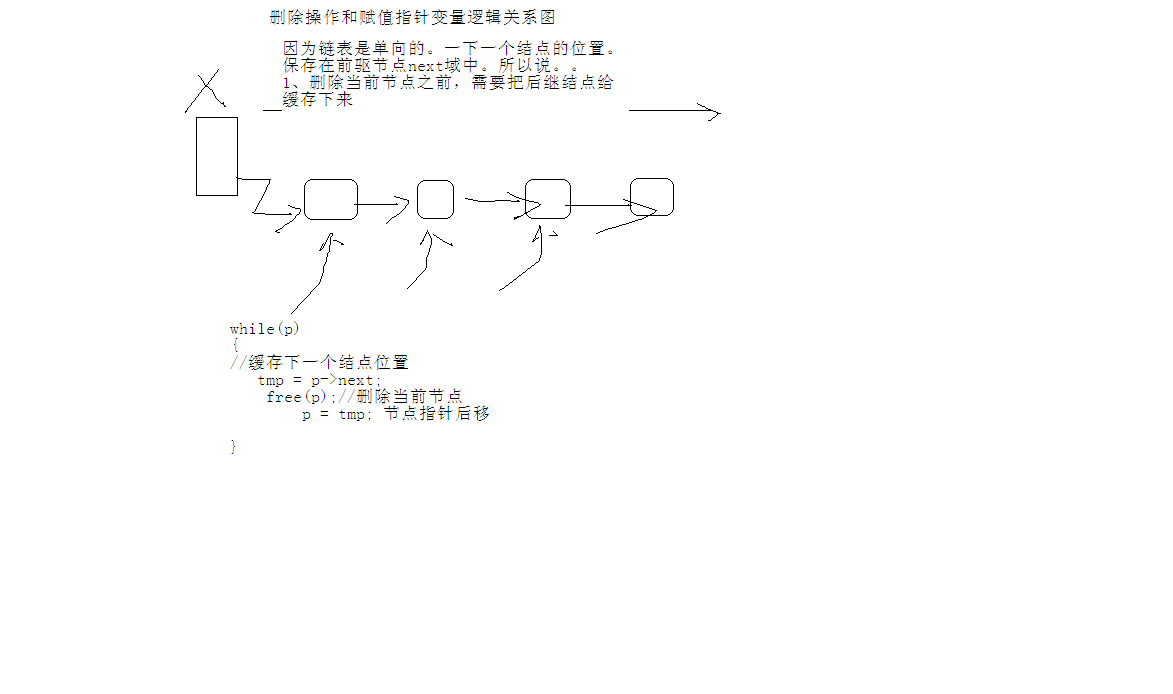 删除操作和赋值指针变量逻辑关系图
因为链表是单向的。一下一个结点的位置。
保存在前驱节点next域中。所以说。。
1、删除当前节点之前，需要把后继结点给
缓存下来
while(p)
{
//缓存下一个结点位置
tmp = p->next;
free(p);//删除当前节点
p = tmp; 节点指针后移
}